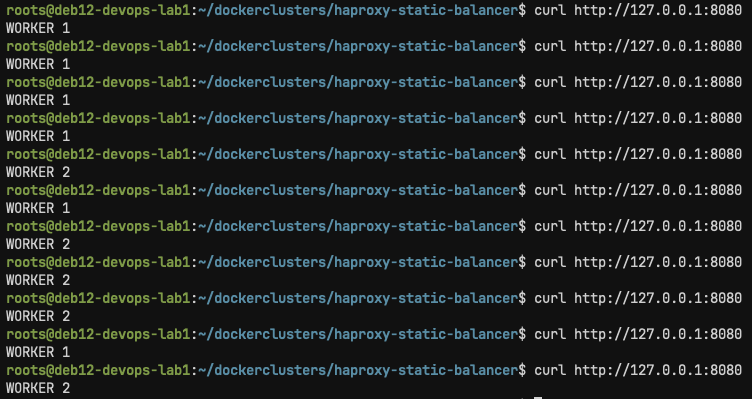 roots@deb12-devops-lab1:~/dockerclusters/haproxy-static-balancer$ curl http://127.0.0.1:8080
WORKER 1
roots@deb12-devops-lab1:~/dockerclusters/haproxy-static-balancer$ curl http://127.0.0.1:8080
WORKER 1
roots@deb12-devops-lab1:~/dockerclusters/haproxy-static-balancer$ curl http://127.0.0.1:8080
WORKER 1
roots@deb12-devops-lab1:~/dockerclusters/haproxy-static-balancer$ curl http://127.0.0.1:8080
WORKER 1
roots@deb12-devops-lab1:~/dockerclusters/haproxy-static-balancer$ curl http://127.0.0.1:8080
WORKER 2
roots@deb12-devops-lab1:~/dockerclusters/haproxy-static-balancer$ curl http://127.0.0.1:8080
WORKER 1
roots@deb12-devops-lab1:~/dockerclusters/haproxy-static-balancer$ curl http://127.0.0.1:8080
WORKER 2
roots@deb12-devops-lab1:~/dockerclusters/haproxy-static-balancer$ curl http://127.0.0.1:8080
WORKER 2
roots@deb12-devops-lab1:~/dockerclusters/haproxy-static-balancer$ curl http://127.0.0.1:8080
WORKER 2
roots@deb12-devops-lab1:~/dockerclusters/haproxy-static-balancer$ curl http://127.0.0.1:8080
WORKER 1
roots@deb12-devops-lab1:~/dockerclusters/haproxy-static-balancer$ curl http://127.0.0.1:8080
WORKER 2